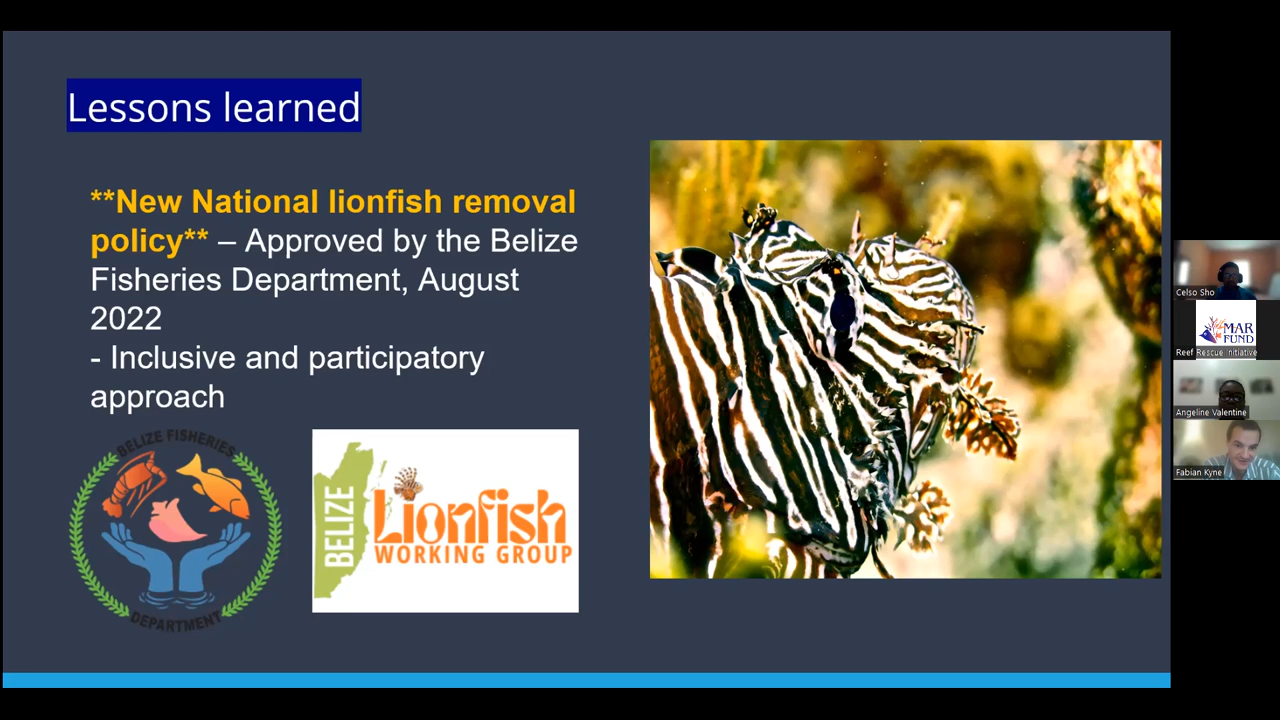 Lessons learned
**New National lionfish removal
policy** – Approved by the Belize
Fisheries Department, August
2022
- Inclusive and participatory
approach
BELIZE FISHERIES
DEPARTMENT
BELIZE
Lionfish
WORKING GROUP
Celso Sho
MAR
FUND
Reef Rescue Initiative
Angeline Valentine
Fabian Kyne